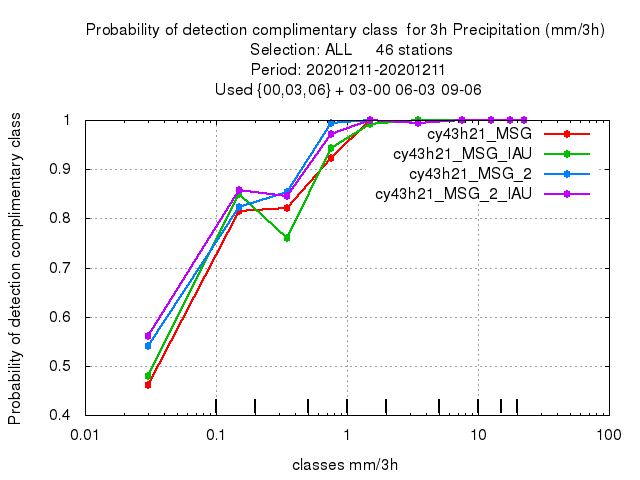 Probability of detection complimentary class  for 3h Precipitation (mm/3h)
Selection: ALL     46 stations
Period: 20201211-20201211
Used {00,03,06} + 03-00 06-03 09-06
Probability of detection complimentary class
1
0.9
0.8
0.7
0.6
0.5
0.4
cy43h21_MSG
cy43h21_MSG_IAU
cy43h21_MSG_2
cy43h21_MSG_2_IAU
0.01
0.1
1
10
100
classes mm/3h